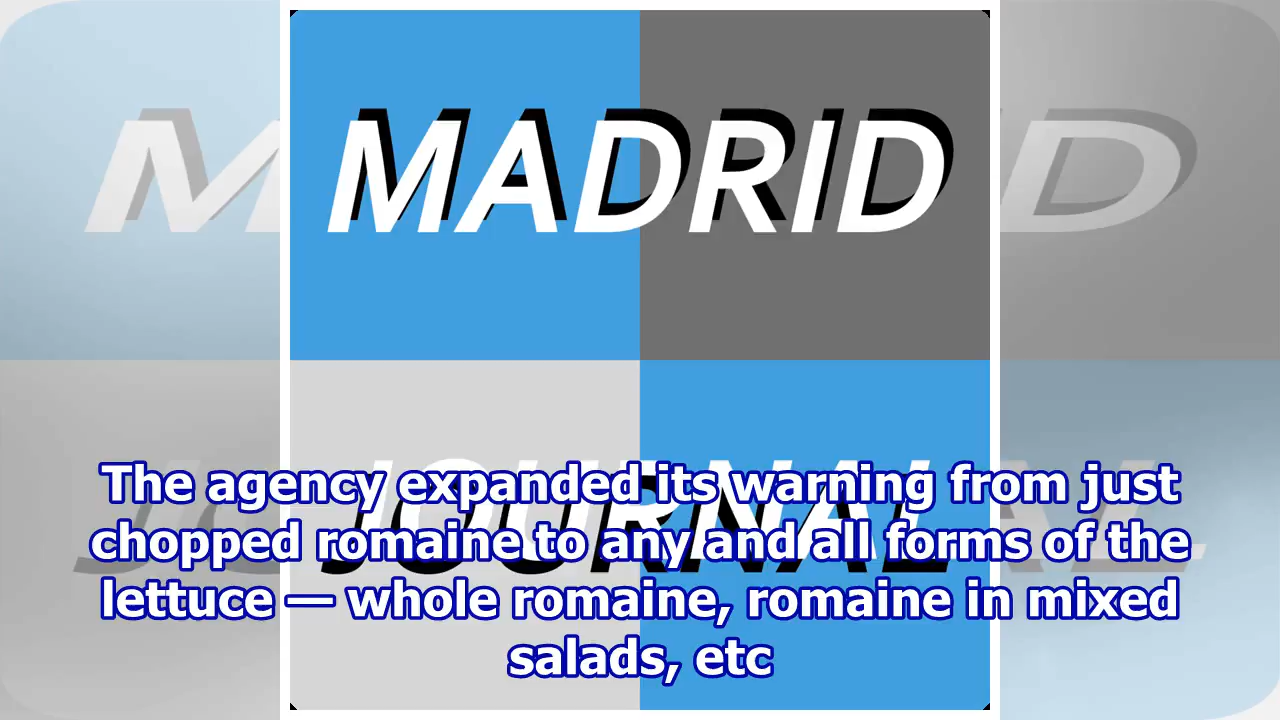 MADRID
JOURNAL
The agency expanded its warning from just
chopped romaine to any and all forms of the
lettuce — whole romaine, romaine in mixed
salads, etc